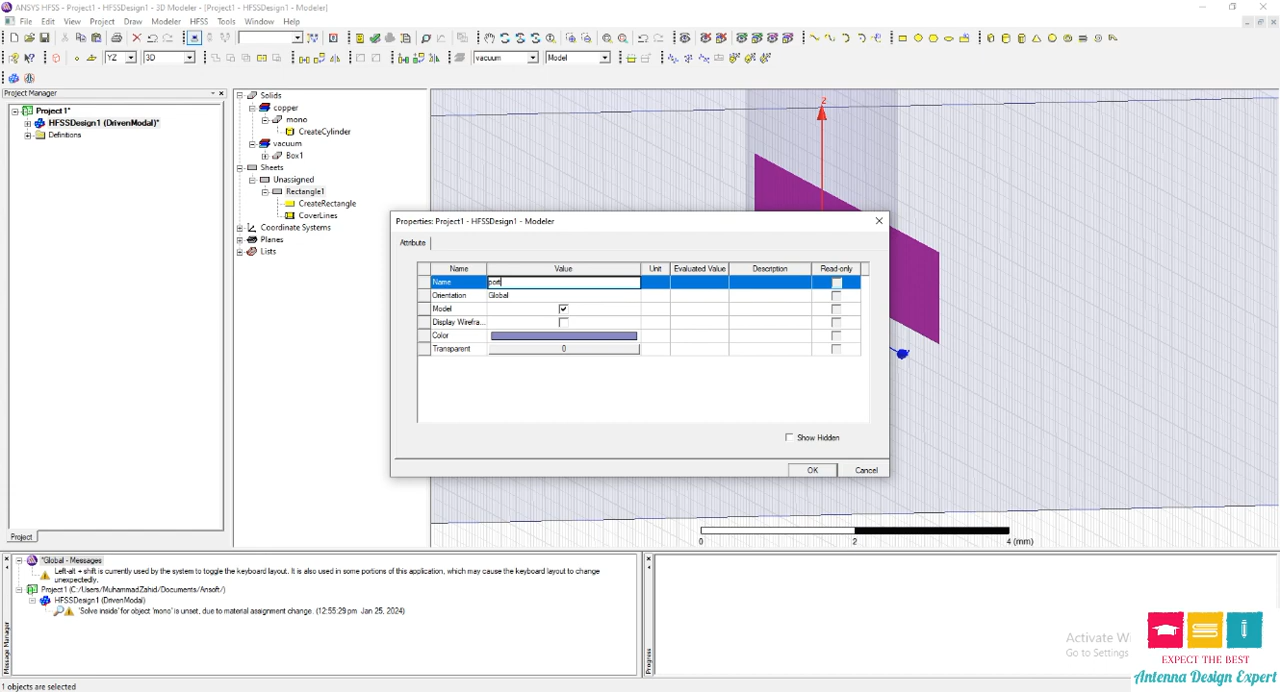 ANSYS HFSS - Project1 - HFSSDesign1 - 3D Modeler - [Project1 - HFSSDesign1 - Modeler]
File Edit View Project Draw Modeler HFSS Tools Window Help
YZ 3D vacuum Model
Project Manager
Project1*
HFSSDesign1 (DrivenModal)*
Definitions
Project
Solids
copper
mono
CreateCylinder
vacuum
Box1
Sheets
Unassigned
Rectangle1
CreateRectangle
CoverLines
Coordinate Systems
Planes
Lists
Properties: Project1 - HFSSDesign1 - Modeler
Attribute
Name Value Unit Evaluated Value Description Read-only
Name port
Orientation Global
Model
Display Wirefra...
Color
Transparent 0
Show Hidden
OK Cancel
0 2 4 (mm)
*Global - Messages
Left-alt + shift is currently used by the system to toggle the keyboard layout. It is also used in some portions of this application, which may cause the keyboard layout to change
unexpectedly.
Project1 (C:/Users/MuhammadZahid/Documents/Ansoft/)
HFSSDesign1 (DrivenModal)
'Solve inside' for object 'mono' is unset, due to material assignment change. (12:55:29 pm Jan 25, 2024)
Message Manager
Progress
Activate Wi
Go to Settings
EXPECT THE BEST
Antenna Design Expert
1 objects are selected